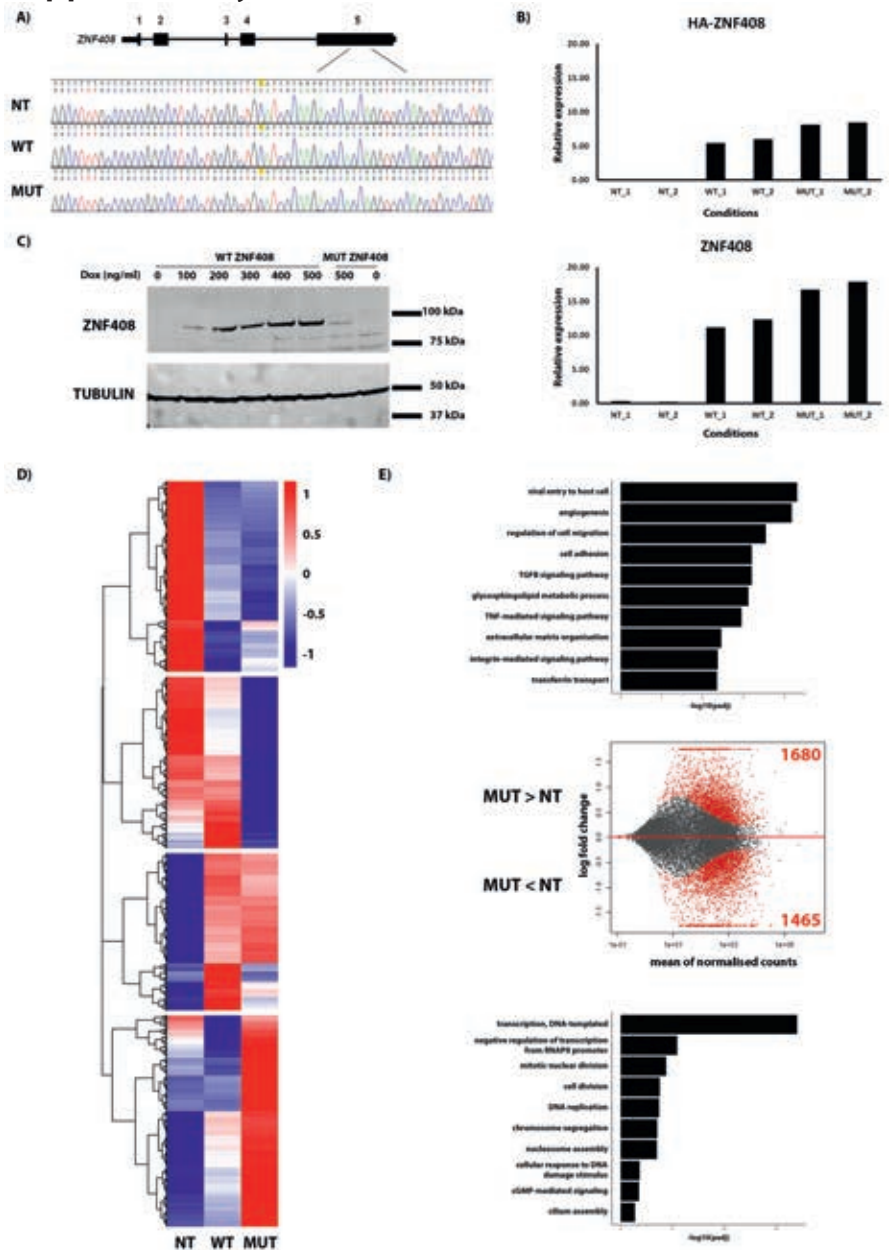 A)
1 2 3 4 5
ZNF408
NT
WT
MUT
B)
HA-ZNF408
Relative expression
20.00
15.00
10.00
5.00
0.00
NT_1 NT_2 WT_1 WT_2 MUT_1 MUT_2
Conditions
ZNF408
Relative expression
20.00
15.00
10.00
5.00
0.00
NT_1 NT_2 WT_1 WT_2 MUT_1 MUT_2
Conditions
C)
WT ZNF408 MUT ZNF408
Dox (ng/ml) 0 100 200 300 400 500 500 0
ZNF408
100 kDa
75 kDa
TUBULIN
50 kDa
37 kDa
D)
1
0.5
0
-0.5
-1
NT WT MUT
E)
viral entry to host cell
angiogenesis
regulation of cell migration
cell adhesion
TGFB signaling pathway
glycosphingolipid metabolic process
TNF-mediated signaling pathway
extracellular matrix organisation
integrin-mediated signaling pathway
transferrin transport
-log10(padj)
MUT > NT
MUT < NT
log fold change
1680
1465
mean of normalised counts
transcription, DNA-templated
negative regulation of transcription
from RNAPII promoter
mitotic nuclear division
cell division
DNA replication
chromosome segregation
nucleosome assembly
cellular response to DNA
damage stimulus
cGMP-mediated signaling
cilium assembly
-log10(padj)